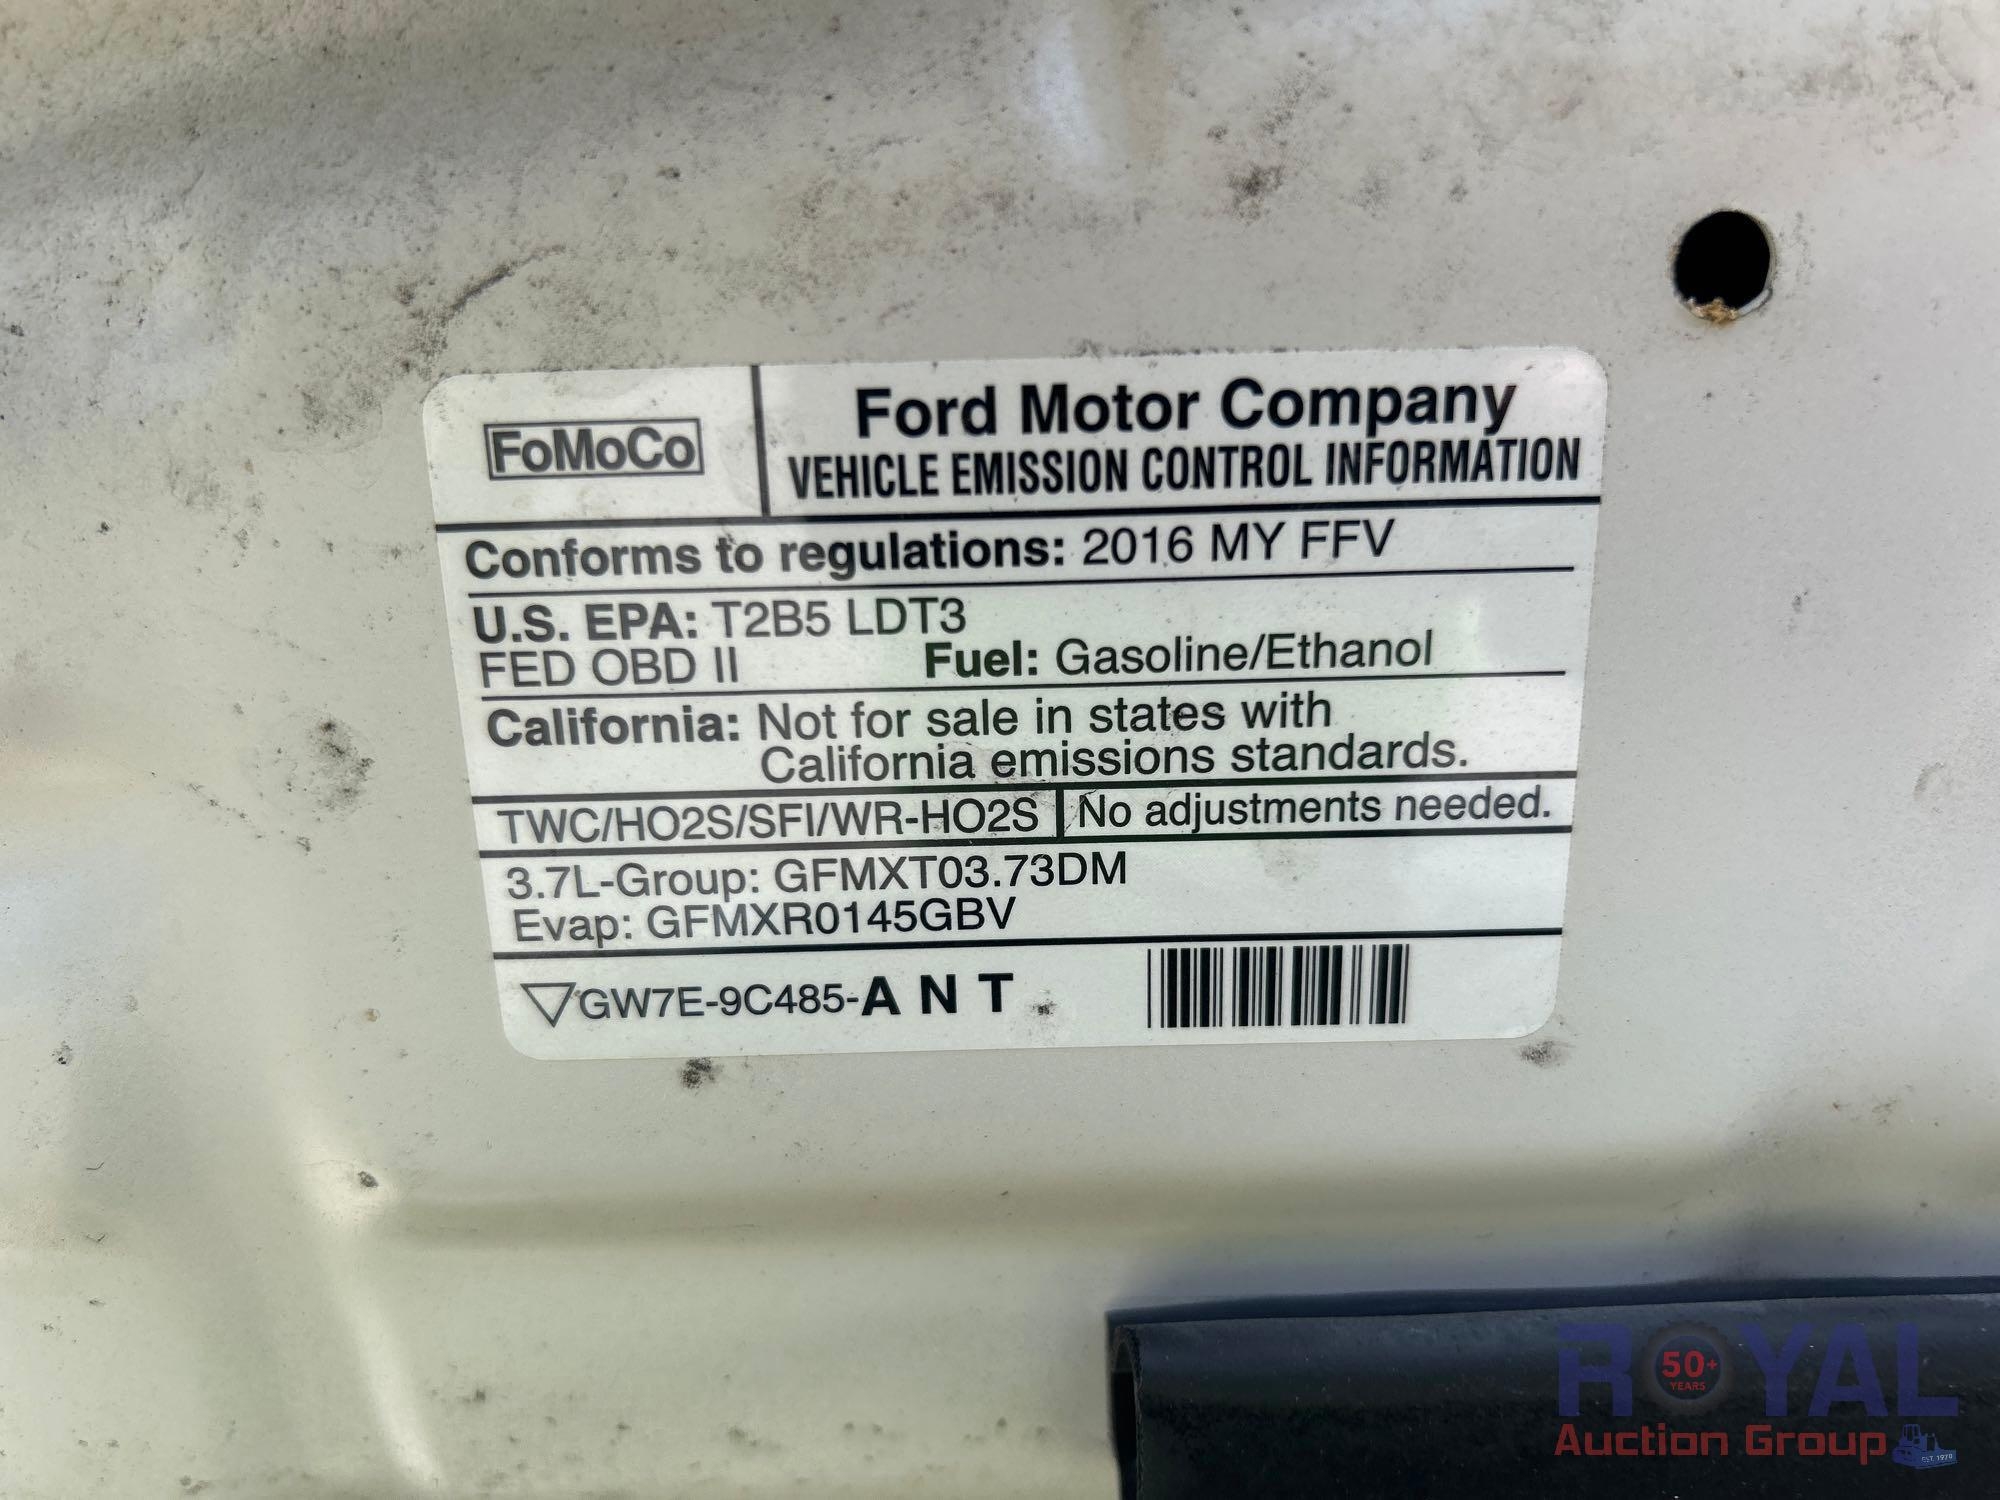 FoMoCo
Ford Motor Company
VEHICLE EMISSION CONTROL INFORMATION
Conforms to regulations: 2016 MY FFV
U.S. EPA: T2B5 LDT3
FED OBD II Fuel: Gasoline/Ethanol
California: Not for sale in states with
California emissions standards.
TWC/HO2S/SFI/WR-HO2S No adjustments needed.
3.7L-Group: GFMXT03.73DM
Evap: GFMXR0145GBV
GW7E-9C485-A N T
ROYAL
50+
YEARS
Auction Group
EST. 1970